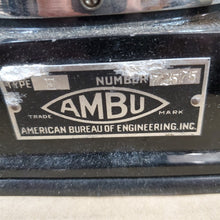 TYPE NUMBER
AMBU
TRADE MARK
AMERICAN BUREAU OF ENGINEERING, INC.